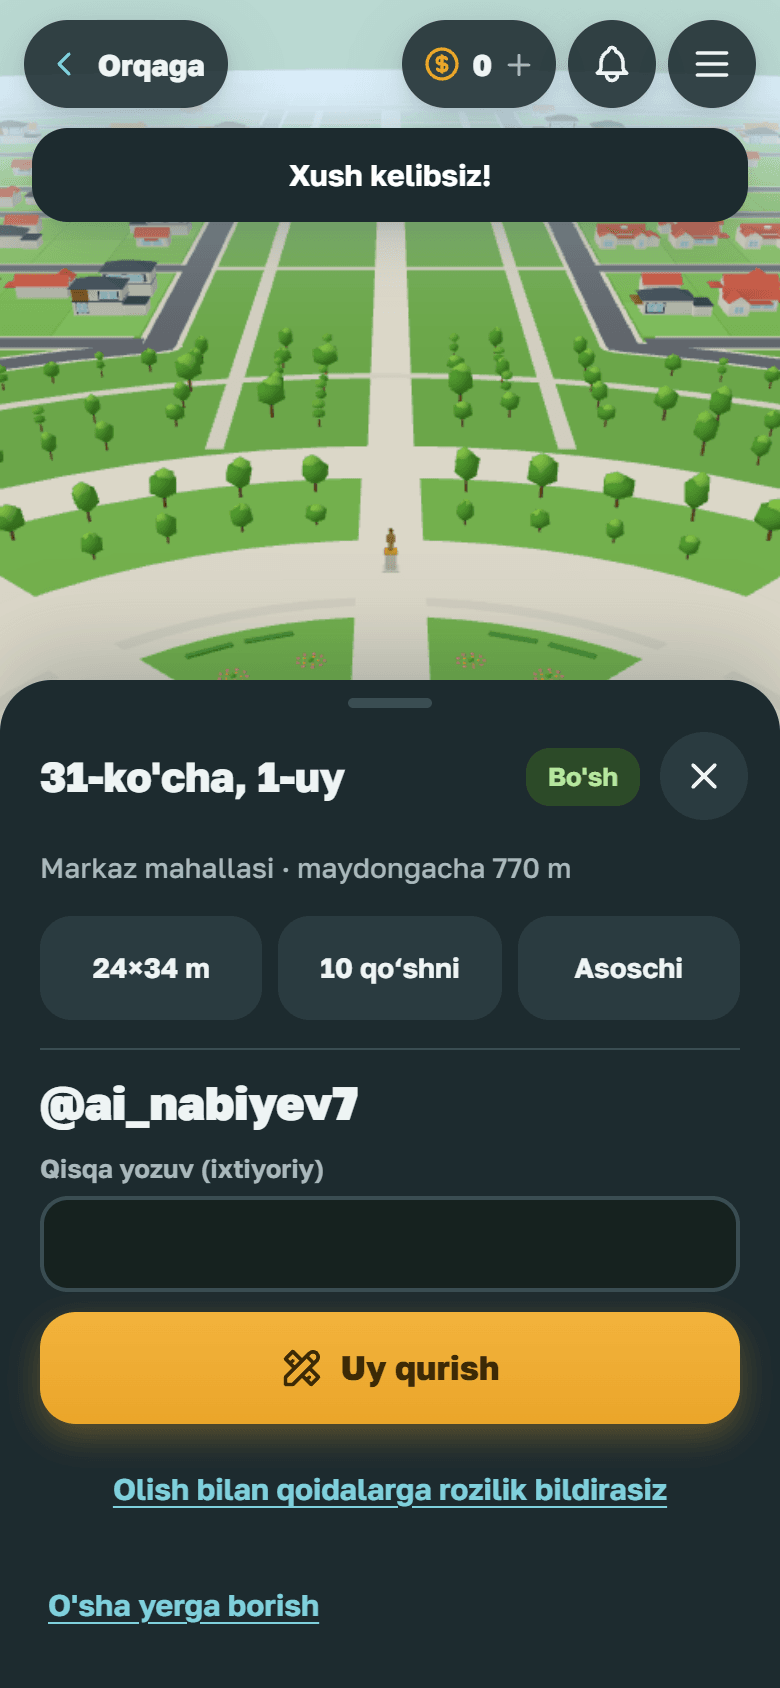 Orqaga
0
Xush kelibsiz!
31-ko'cha, 1-uy
Bo'sh
Markaz mahallasi · maydongacha 770 m
24×34 m
10 qo‘shni
Asoschi
@ai_nabiyev7
Qisqa yozuv (ixtiyoriy)
Uy qurish
Olish bilan qoidalarga rozilik bildirasiz
O'sha yerga borish